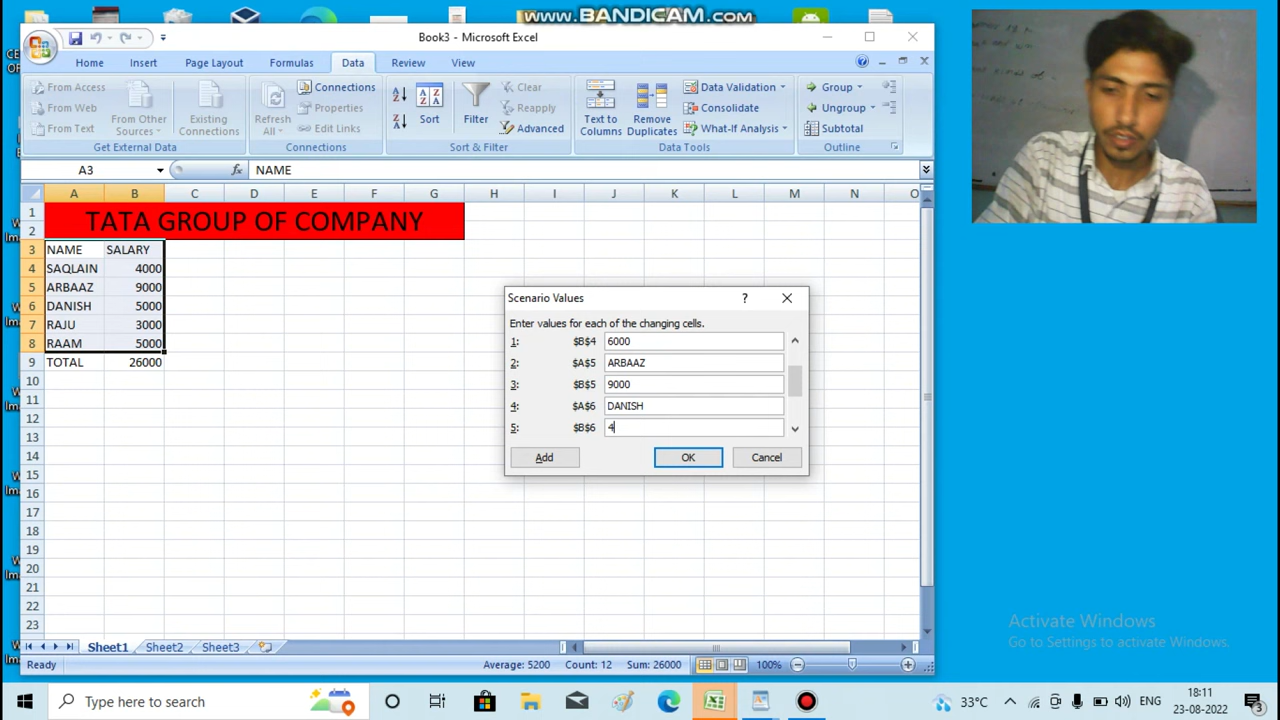 WWW.BANDICAM.COM
Book3 - Microsoft Excel
Home Insert Page Layout Formulas Data Review View
From Access
From Web
From Text
From Other Sources
Existing Connections
Get External Data
Refresh All
Connections
Properties
Edit Links
Connections
Sort
Filter
Clear
Reapply
Advanced
Sort & Filter
Text to Columns
Remove Duplicates
Data Validation
Consolidate
What-If Analysis
Data Tools
Group
Ungroup
Subtotal
Outline
A3 fx NAME
A B C D E F G H I J K L M N O
1 TATA GROUP OF COMPANY
2
3 NAME SALARY
4 SAQLAIN 4000
5 ARBAAZ 9000
6 DANISH 5000
7 RAJU 3000
8 RAAM 5000
9 TOTAL 26000
10
11
12
13
14
15
16
17
18
19
20
21
22
23
Scenario Values ?
Enter values for each of the changing cells.
1: $B$4 6000
2: $A$5 ARBAAZ
3: $B$5 9000
4: $A$6 DANISH
5: $B$6 4
Add OK Cancel
Sheet1 Sheet2 Sheet3
Ready Average: 5200 Count: 12 Sum: 26000 100%
Activate Windows
Go to Settings to activate Windows.
Type here to search
33°C ENG 18:11
23-08-2022 3